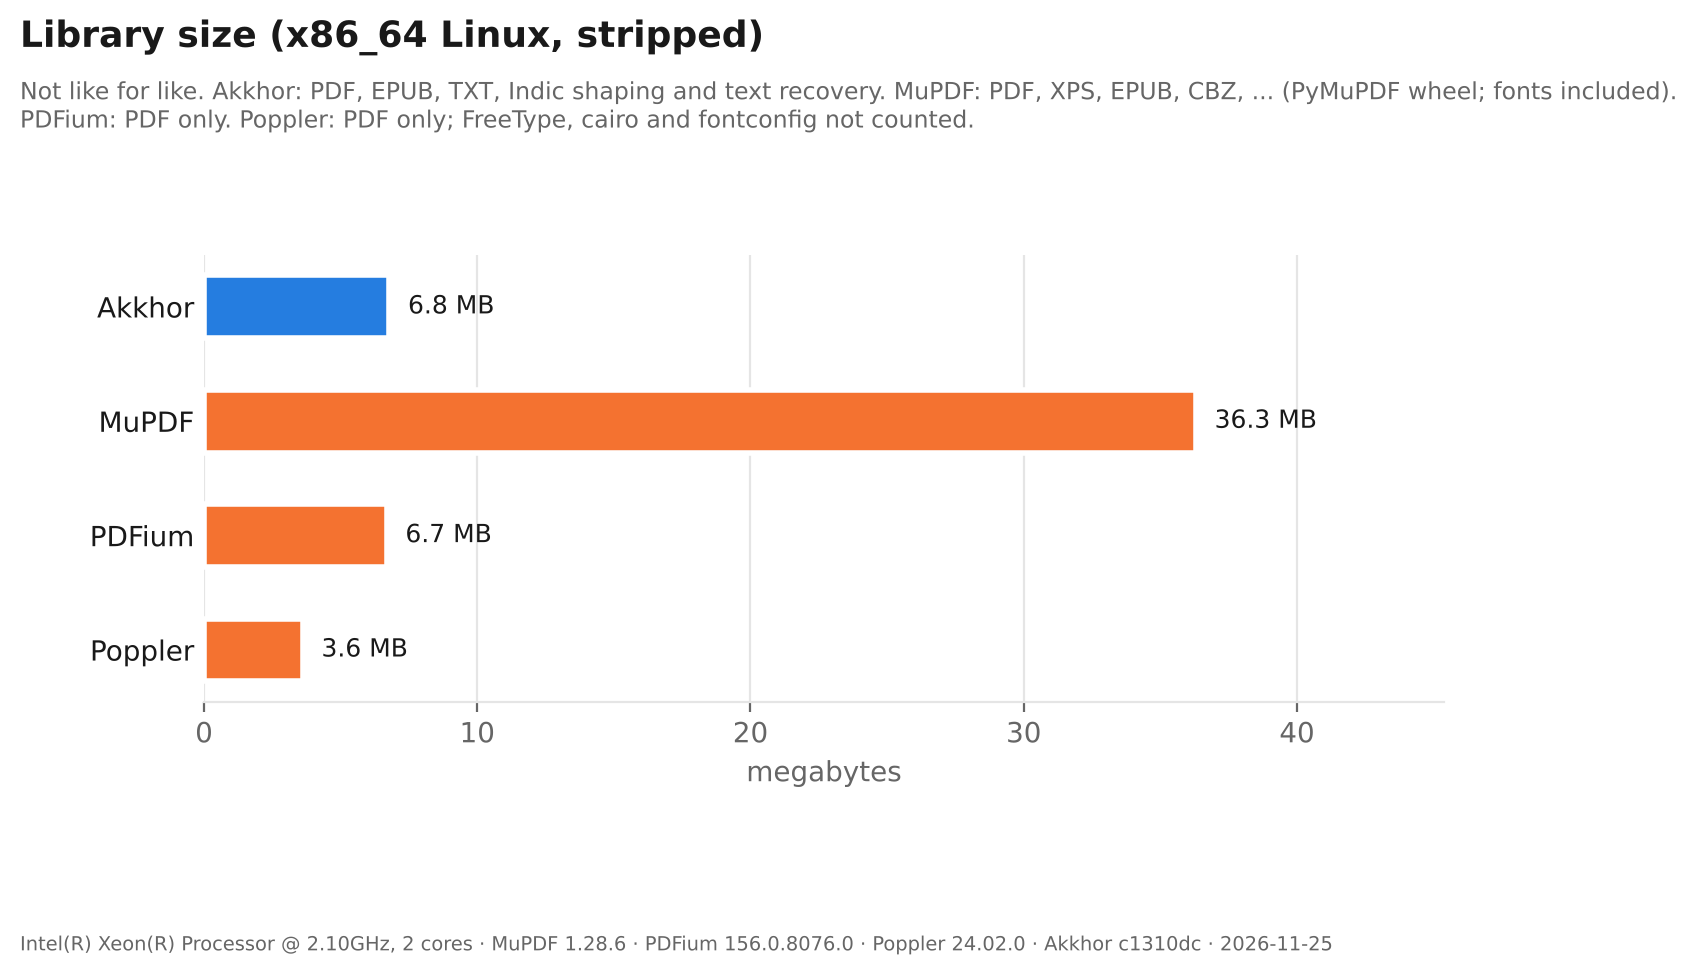 Library size (x86_64 Linux, stripped)
Not like for like. Akkhor: PDF, EPUB, TXT, Indic shaping and text recovery. MuPDF: PDF, XPS, EPUB, CBZ, ... (PyMuPDF wheel; fonts included).
PDFium: PDF only. Poppler: PDF only; FreeType, cairo and fontconfig not counted.
Akkhor 6.8 MB
MuPDF 36.3 MB
PDFium 6.7 MB
Poppler 3.6 MB
0 10 20 30 40
megabytes
Intel(R) Xeon(R) Processor @ 2.10GHz, 2 cores · MuPDF 1.28.6 · PDFium 156.0.8076.0 · Poppler 24.02.0 · Akkhor c1310dc · 2026-11-25